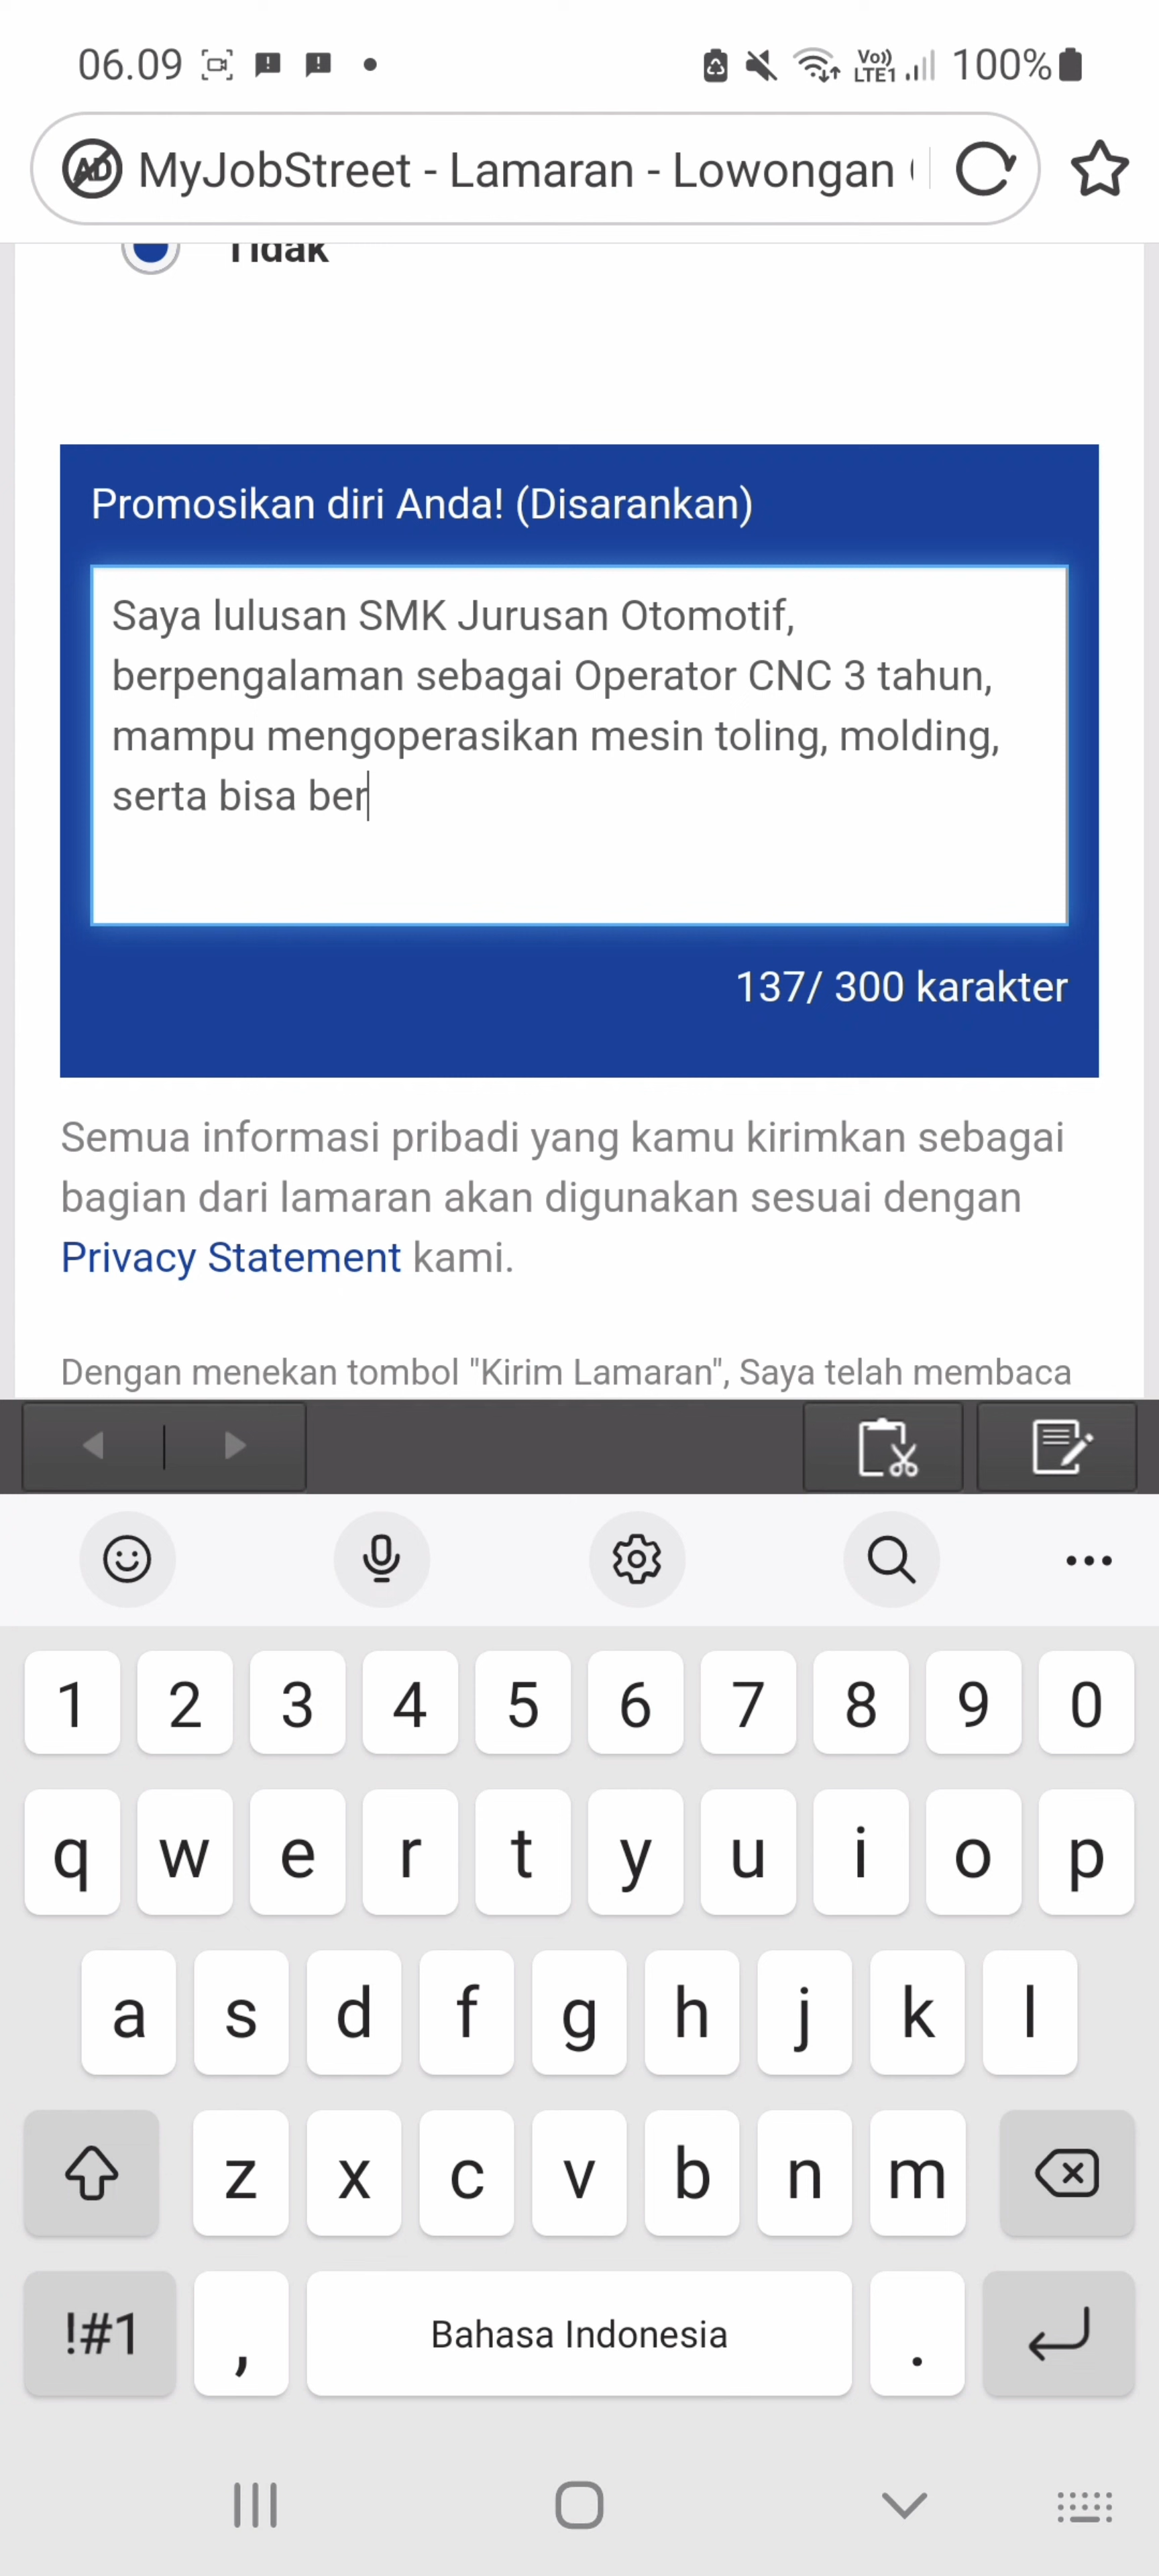 06.09
Vo)) LTE1 100%
AD MyJobStreet - Lamaran - Lowongan
Tidak
Promosikan diri Anda! (Disarankan)
Saya lulusan SMK Jurusan Otomotif,
berpengalaman sebagai Operator CNC 3 tahun,
mampu mengoperasikan mesin toling, molding,
serta bisa ber
137/ 300 karakter
Semua informasi pribadi yang kamu kirimkan sebagai
bagian dari lamaran akan digunakan sesuai dengan
Privacy Statement kami.
Dengan menekan tombol "Kirim Lamaran", Saya telah membaca
1 2 3 4 5 6 7 8 9 0
q w e r t y u i o p
a s d f g h j k l
z x c v b n m
!#1 , Bahasa Indonesia .